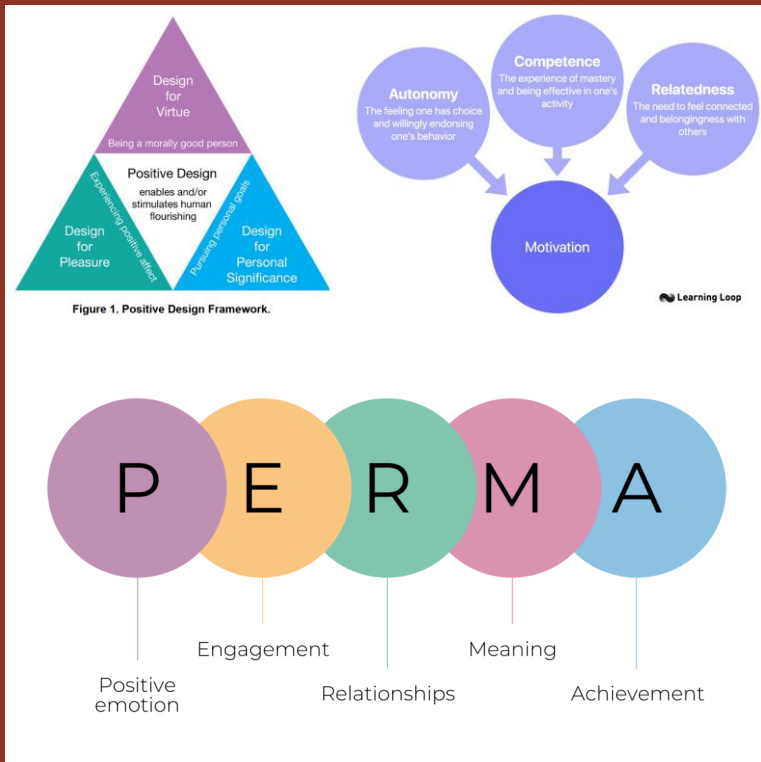 Design
for
Virtue
Being a morally good person
Positive Design
enables and/or
stimulates human
flourishing
Experiencing positive affect
Pursuing personal goals
Design
for
Pleasure
Design
for
Personal
Significance
Figure 1. Positive Design Framework.
Autonomy
The feeling one has choice
and willingly endorsing
one's behavior
Competence
The experience of mastery
and being effective in one's
activity
Relatedness
The need to feel connected
and belongingness with
others
Motivation
Learning Loop
P E R M A
Positive
emotion
Engagement
Relationships
Meaning
Achievement